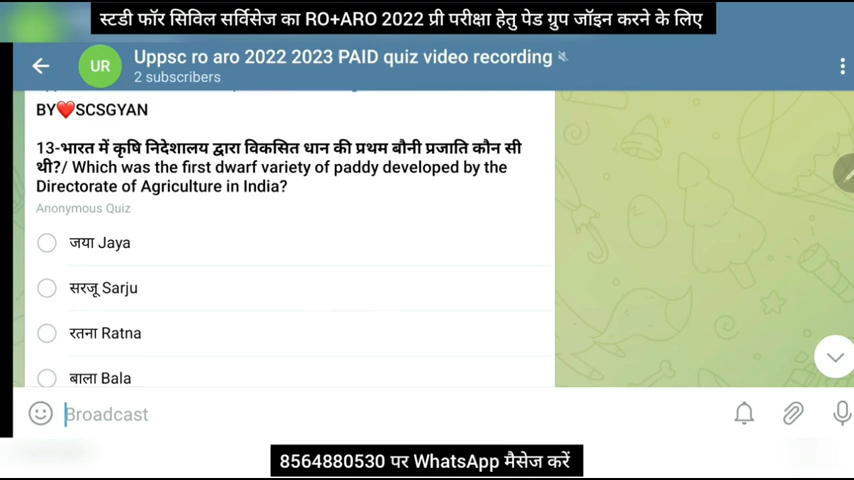 स्टडी फॉर सिविल सर्विसेज का RO+ARO 2022 प्री परीक्षा हेतु पेड ग्रुप जॉइन करने के लिए
UR
Uppsc ro aro 2022 2023 PAID quiz video recording
2 subscribers
BY❤️SCSGYAN
13-भारत में कृषि निदेशालय द्वारा विकसित धान की प्रथम बौनी प्रजाति कौन सी
थी?/ Which was the first dwarf variety of paddy developed by the
Directorate of Agriculture in India?
Anonymous Quiz
जया Jaya
सरजू Sarju
रतना Ratna
बाला Bala
Broadcast
8564880530 पर WhatsApp मैसेज करें